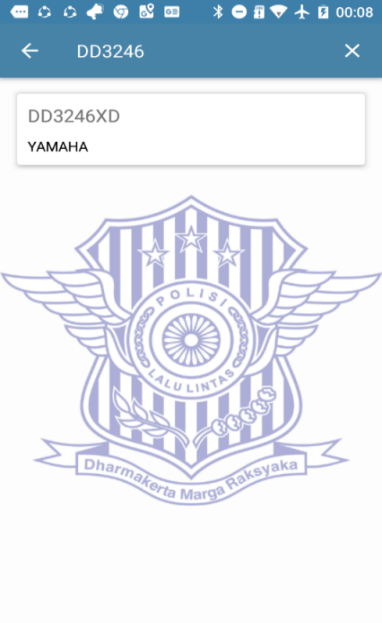 00:08
DD3246
DD3246XD
YAMAHA
POLISI
LALU LINTAS
Dharmakerta Marga Raksyaka